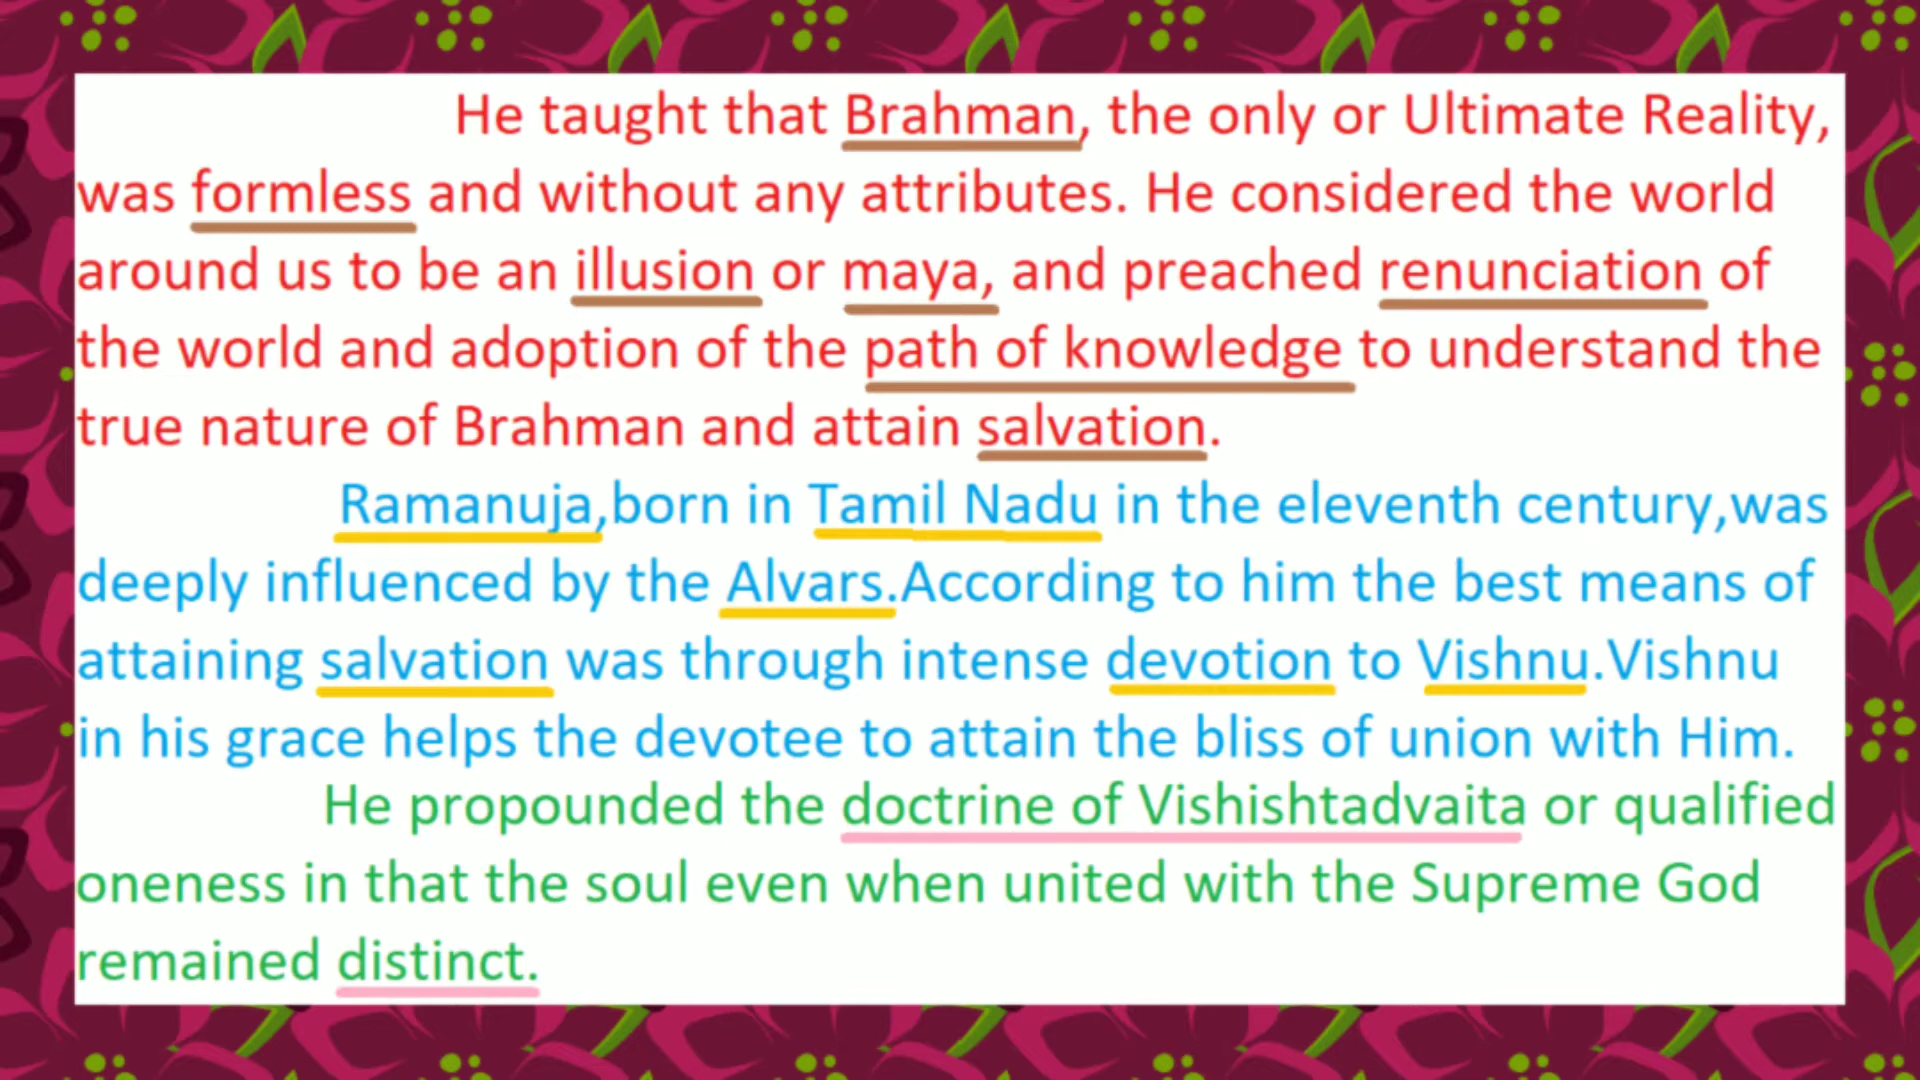 He taught that Brahman, the only or Ultimate Reality,
was formless and without any attributes. He considered the world
around us to be an illusion or maya, and preached renunciation of
the world and adoption of the path of knowledge to understand the
true nature of Brahman and attain salvation.
Ramanuja,born in Tamil Nadu in the eleventh century,was
deeply influenced by the Alvars.According to him the best means of
attaining salvation was through intense devotion to Vishnu.Vishnu
in his grace helps the devotee to attain the bliss of union with Him.
He propounded the doctrine of Vishishtadvaita or qualified
oneness in that the soul even when united with the Supreme God
remained distinct.